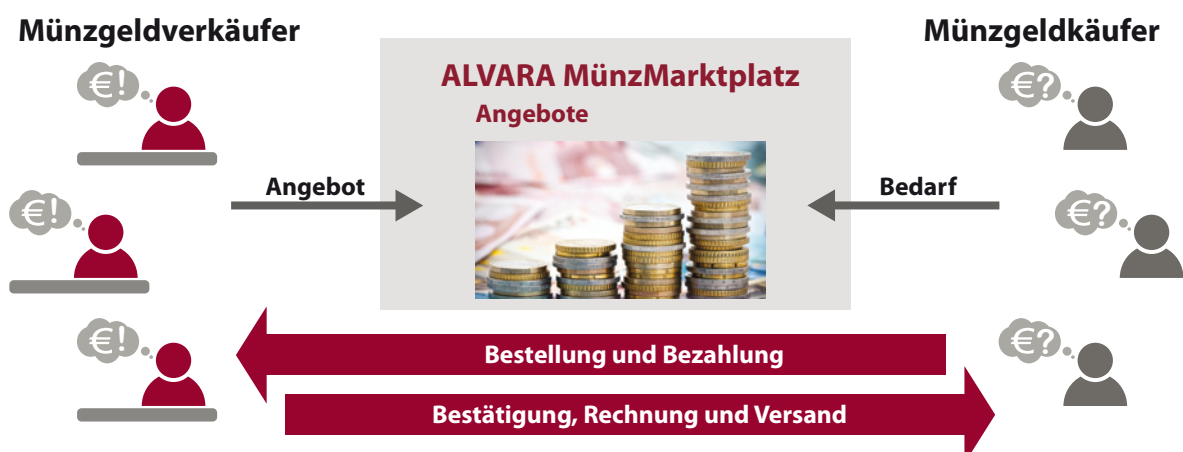 Münzgeldverkäufer
Münzgeldkäufer
ALVARA MünzMarktplatz
Angebote
€!
€?
Angebot
Bedarf
€!
€?
€!
€?
Bestellung und Bezahlung
Bestätigung, Rechnung und Versand